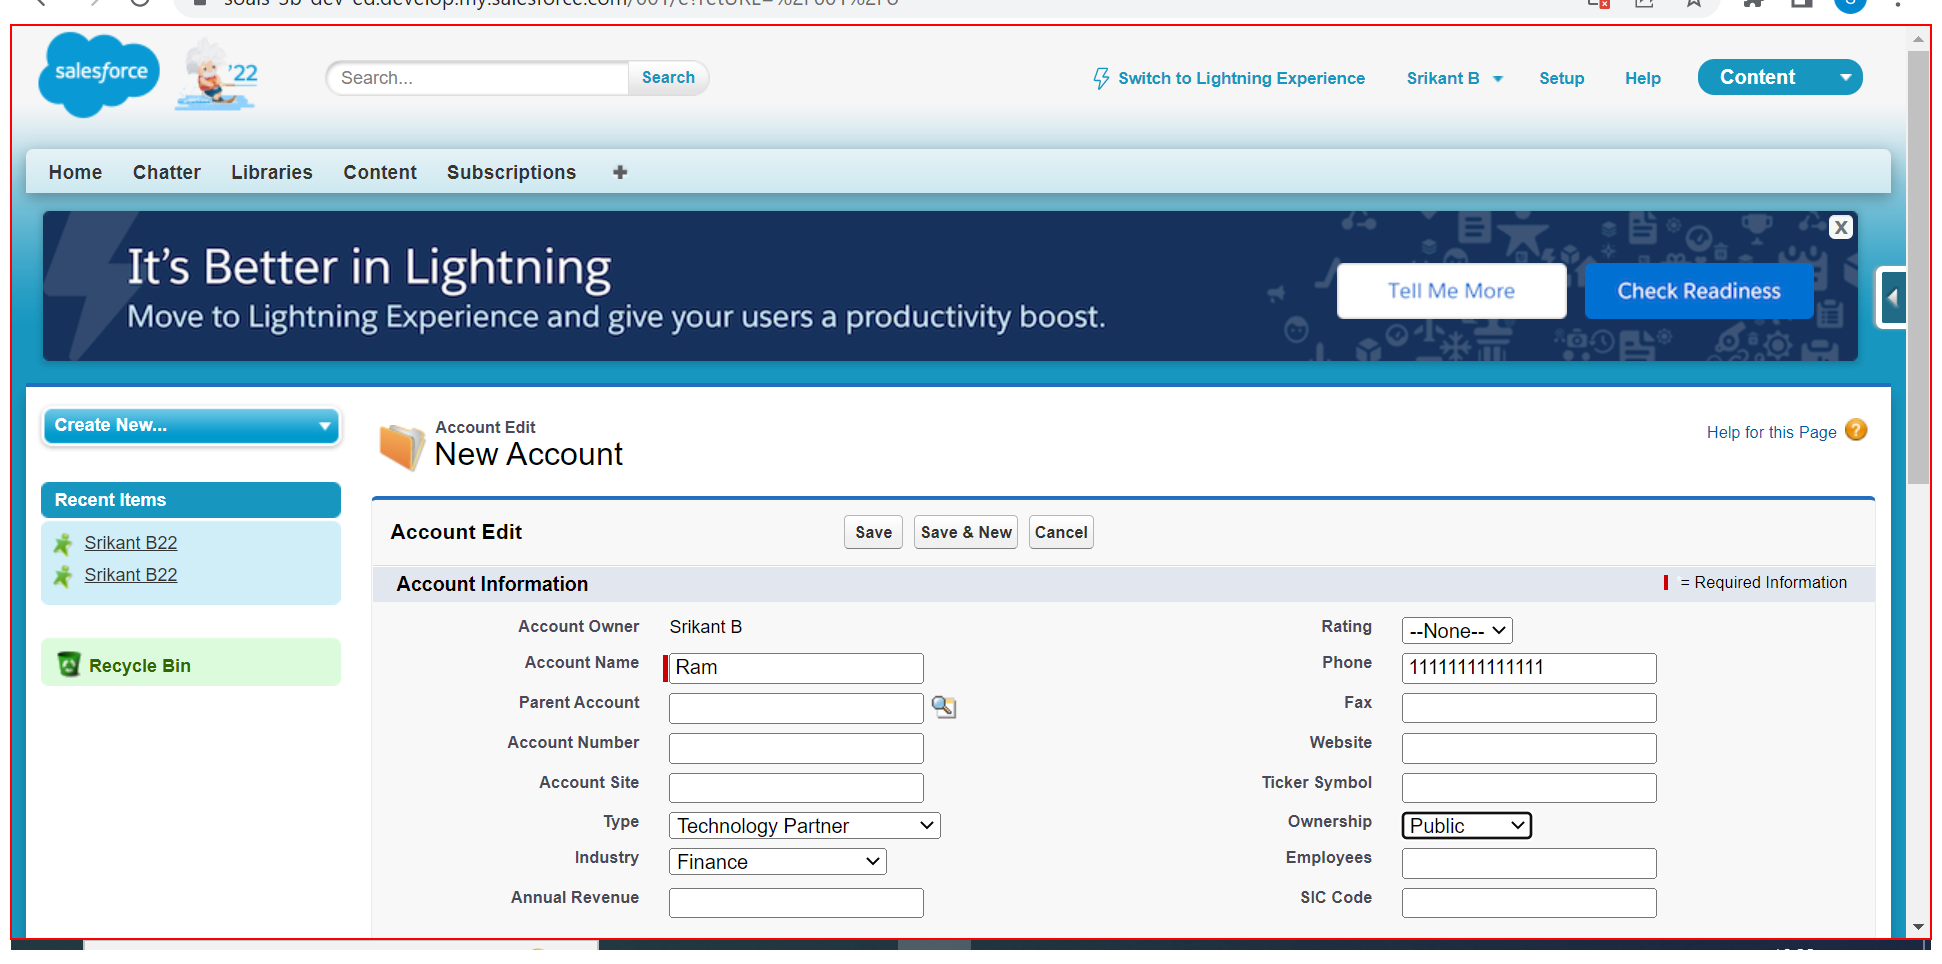 salesforce
'22
Search...
Search
Switch to Lightning Experience
Srikant B
Setup
Help
Content
Home
Chatter
Libraries
Content
Subscriptions
It's Better in Lightning
Move to Lightning Experience and give your users a productivity boost.
Tell Me More
Check Readiness
X
Create New...
Recent Items
Srikant B22
Srikant B22
Recycle Bin
Account Edit
New Account
Help for this Page
Account Edit
Save
Save & New
Cancel
Account Information
= Required Information
Account Owner Srikant B
Rating --None--
Account Name Ram
Phone 11111111111111
Parent Account
Fax
Account Number
Website
Account Site
Ticker Symbol
Type Technology Partner
Ownership Public
Industry Finance
Employees
Annual Revenue
SIC Code